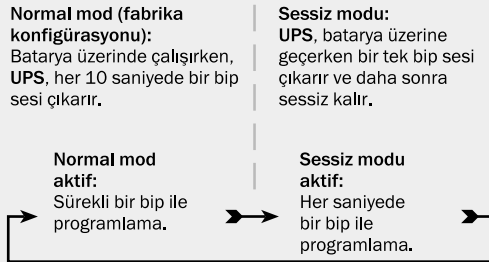 Normal mod (fabrika
konfigürasyonu):
Batarya üzerinde çalışırken,
UPS, her 10 saniyede bir bip
sesi çıkarır.
Sessiz modu:
UPS, batarya üzerine
geçerken bir tek bip sesi
çıkarır ve daha sonra
sessiz kalır.
Normal mod
aktif:
Sürekli bir bip ile
programlama.
Sessiz modu
aktif:
Her saniyede
bir bip ile
programlama.